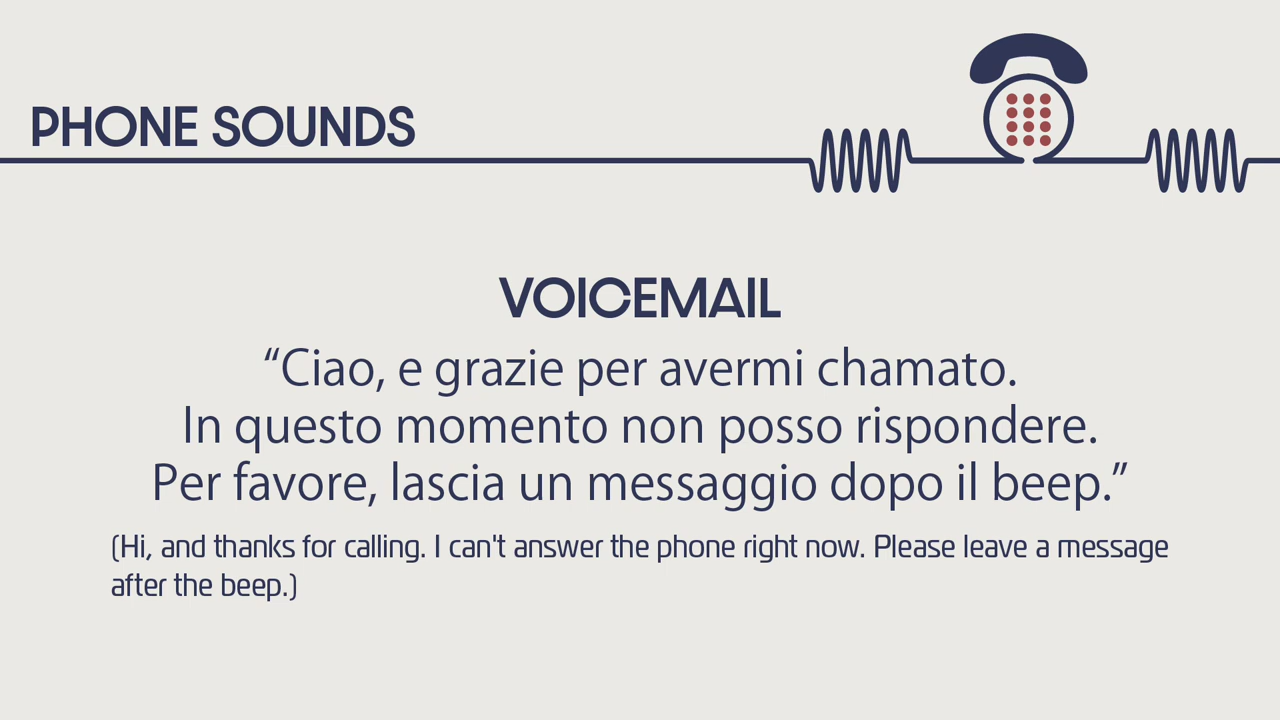 PHONE SOUNDS
VOICEMAIL
“Ciao, e grazie per avermi chamato.
In questo momento non posso rispondere.
Per favore, lascia un messaggio dopo il beep.”
(Hi, and thanks for calling. I can't answer the phone right now. Please leave a message
after the beep.)